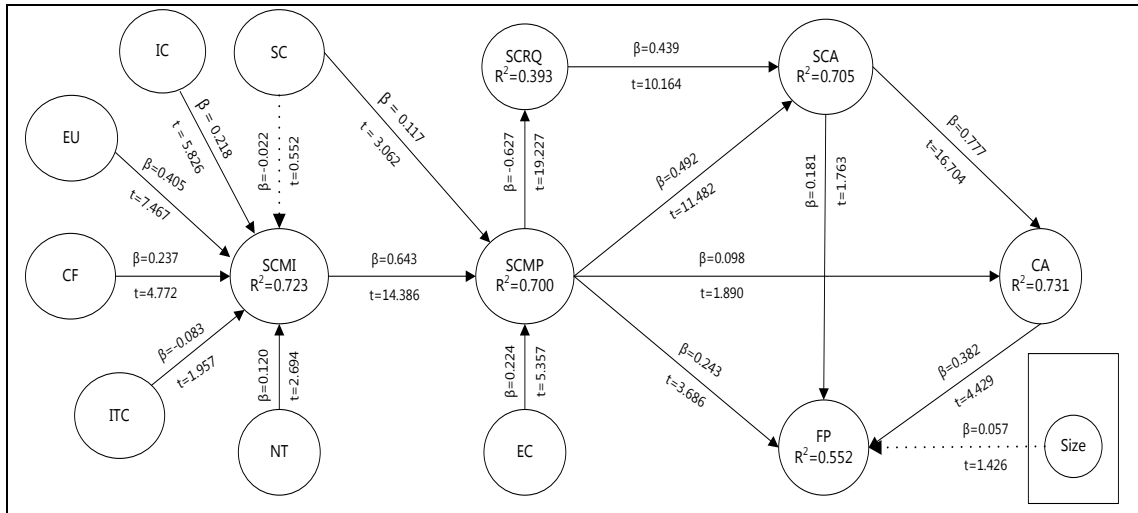 IC
β = 0.218
t = 5.826
SC
β=-0.022
t=0.552
β = 0.117
t = 3.062
SCRQ
R²=0.393
β=0.439
t=10.164
SCA
R²=0.705
EU
β=0.405
t=7.467
β=-0.627
t=19.227
β=0.492
t=11.482
β=0.181
t=1.763
β=0.777
t=16.704
CF
β=0.237
t=4.772
SCMI
R²=0.723
β=0.643
t=14.386
SCMP
R²=0.700
β=0.098
t=1.890
CA
R²=0.731
ITC
β=-0.083
t=1.957
β=0.120
t=2.694
NT
β=0.224
t=5.357
EC
β=0.243
t=3.686
FP
R²=0.552
β=0.382
t=4.429
β=0.057
t=1.426
Size